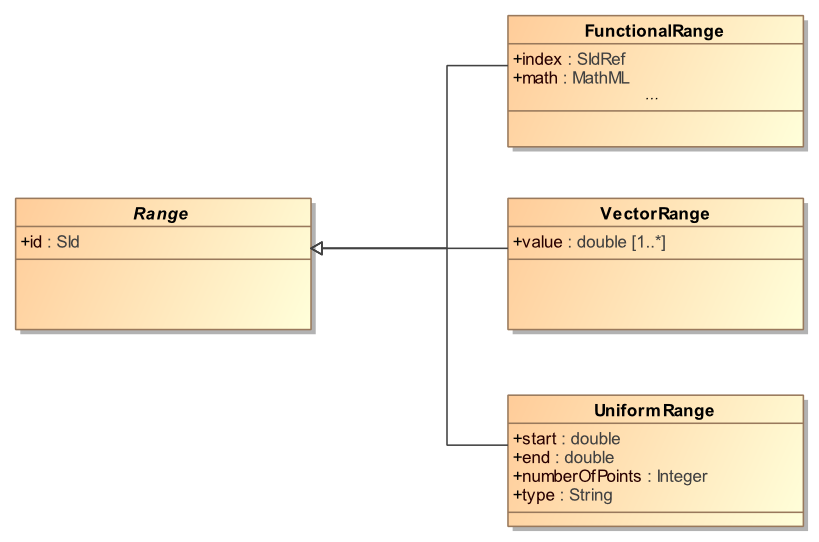 Range
+id : SId
FunctionalRange
+index : SIdRef
+math : MathML
...
VectorRange
+value : double [1..*]
UniformRange
+start : double
+end : double
+numberOfPoints : Integer
+type : String